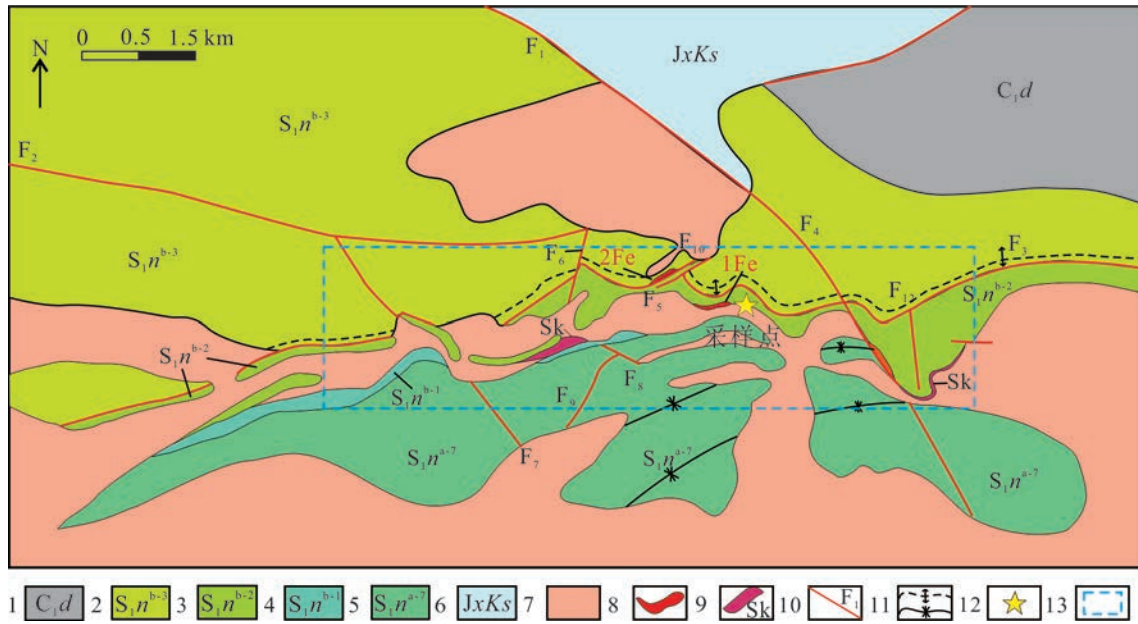 0 0.5 1.5 km
N
F₁
JxKs
C₁d
S₁nᵇ⁻³
F₂
F₄
S₁nᵇ⁻³
F₆
F₁₀
F₃
2Fe
1Fe
F₅
F₁₂
S₁nᵇ⁻²
Sk
采样点
S₁nᵇ⁻²
Sk
S₁nᵇ⁻¹
F₈
F₉
F₇
S₁nᵃ⁻⁷
S₁nᵃ⁻⁷
S₁nᵃ⁻⁷
1 C₁d 2 S₁nᵇ⁻³ 3 S₁nᵇ⁻² 4 S₁nᵇ⁻¹ 5 S₁nᵃ⁻⁷ 6 JxKs 7 8 9 Sk 10 F₁ 11 12 13